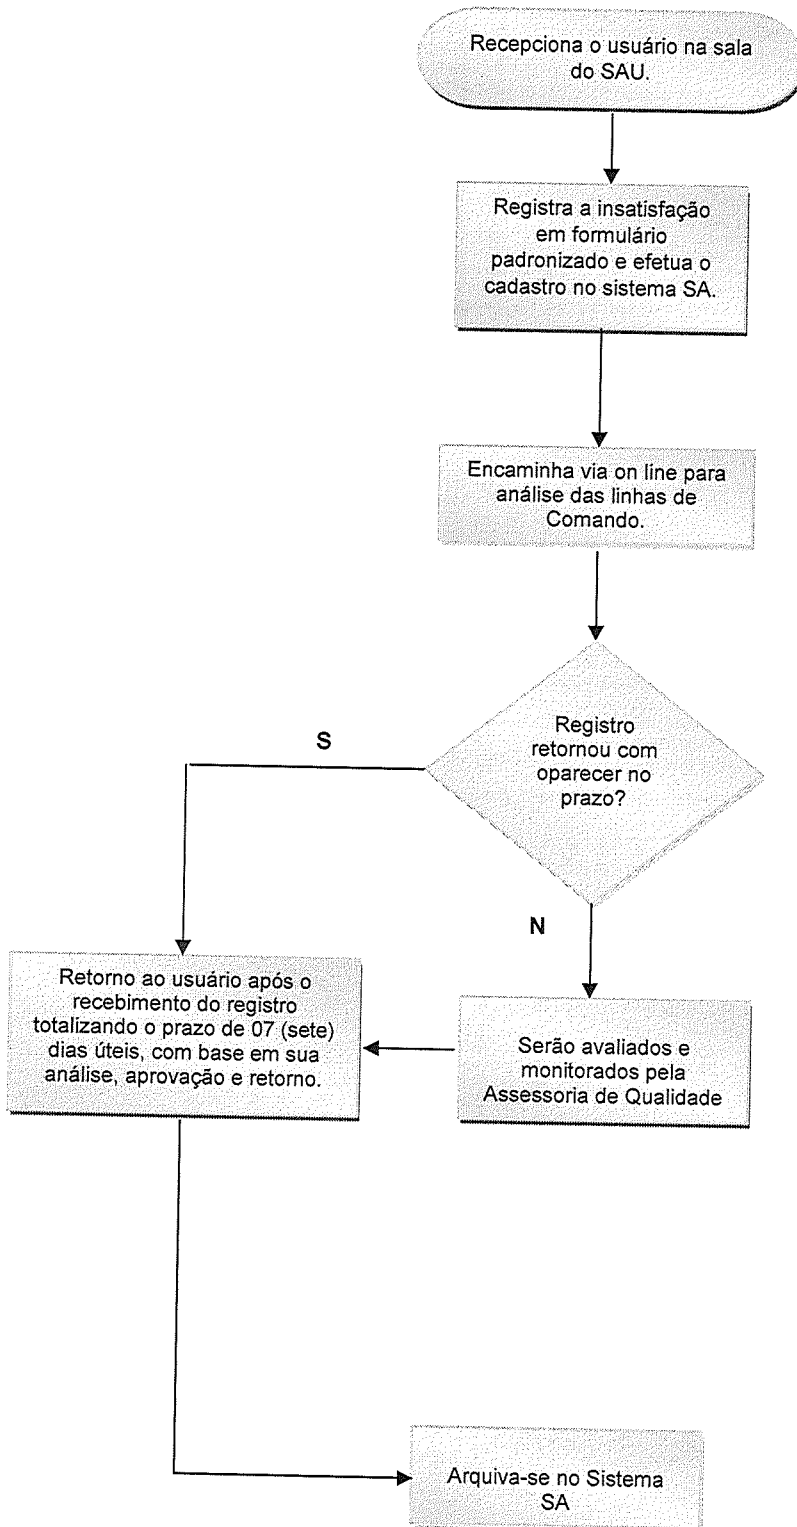 Recepciona o usuário na sala
do SAU.
Registra a insatisfação
em formulário
padronizado e efetua o
cadastro no sistema SA.
Encaminha via on line para
análise das linhas de
Comando.
Registro
retornou com
oparecer no
prazo?
S
N
Retorno ao usuário após o
recebimento do registro
totalizando o prazo de 07 (sete)
dias úteis, com base em sua
análise, aprovação e retorno.
Serão avaliados e
monitorados pela
Assessoria de Qualidade
Arquiva-se no Sistema
SA